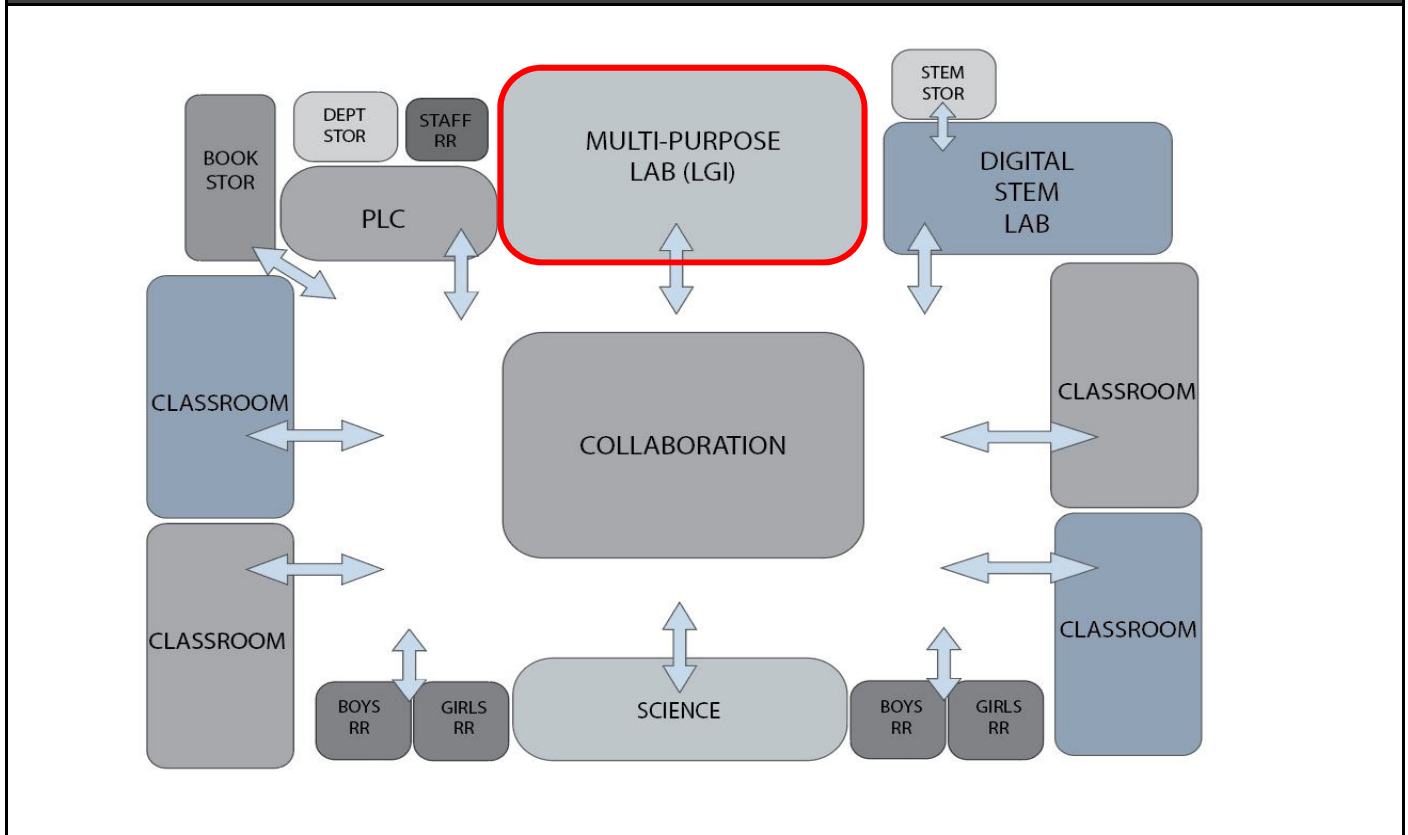 STEM
STOR
DEPT
STOR
STAFF
RR
MULTI-PURPOSE
LAB (LGI)
BOOK
STOR
DIGITAL
STEM
LAB
PLC
CLASSROOM
CLASSROOM
COLLABORATION
CLASSROOM
CLASSROOM
BOYS
RR
GIRLS
RR
SCIENCE
BOYS
RR
GIRLS
RR